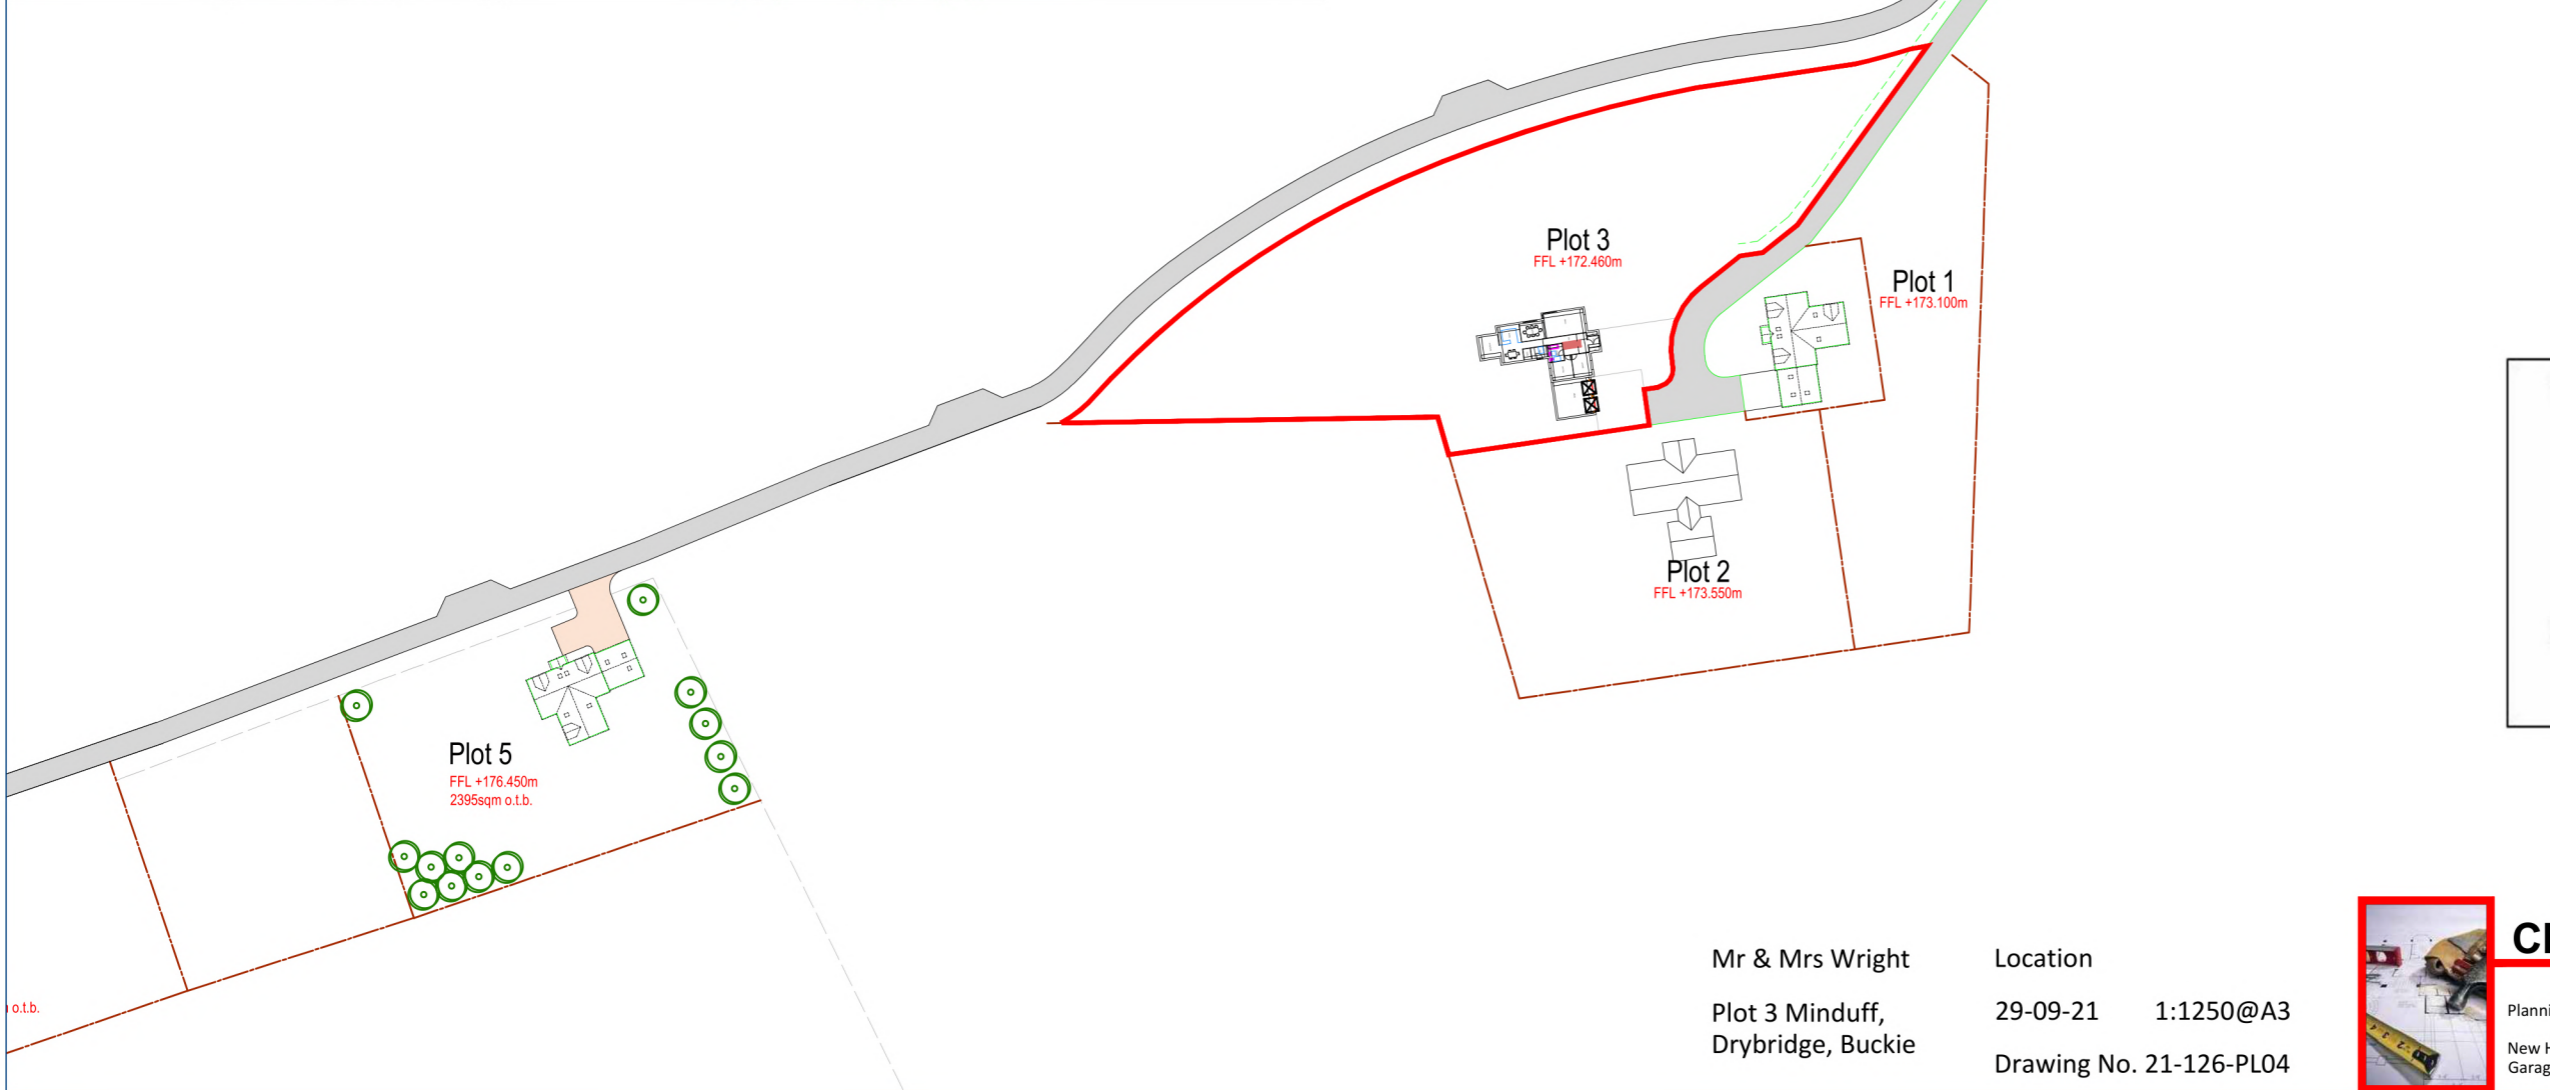 Plot 3
FFL +172.460m
Plot 1
FFL +173.100m
Plot 2
FFL +173.550m
Plot 5
FFL +176.450m
2395sqm o.t.b.
o.t.b.
Mr & Mrs Wright
Plot 3 Minduff,
Drybridge, Buckie
Location
29-09-21 1:1250@A3
Drawing No. 21-126-PL04
New